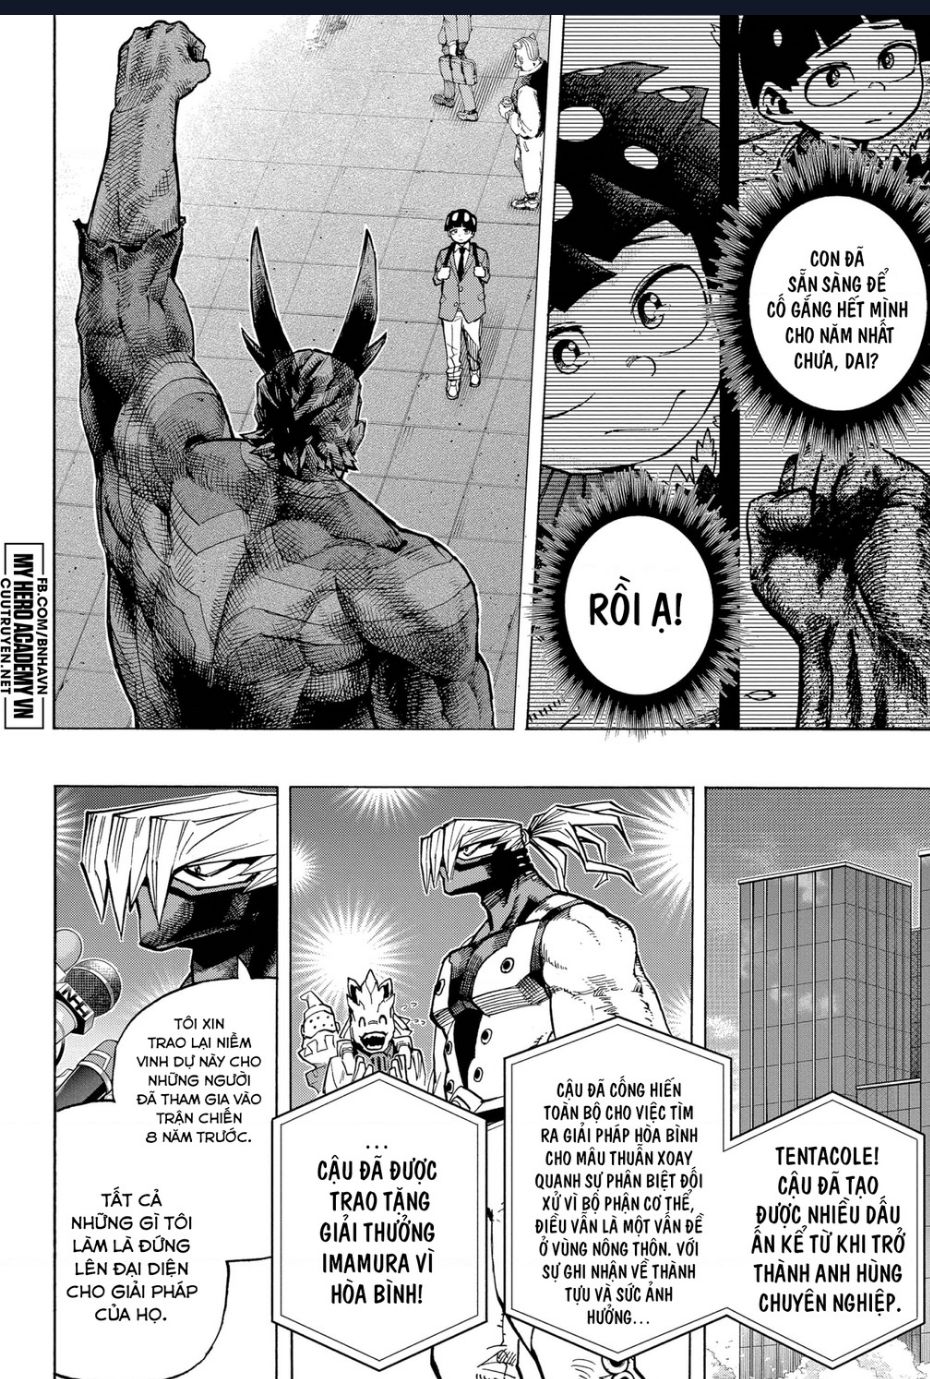 CON ĐÃ
SẴN SÀNG ĐỂ
CỐ GẮNG HẾT MÌNH
CHO NĂM NHẤT
CHƯA, DAI?
RỒI Ạ!
FB.COM/BNHAVN
MY HERO ACADEMY VN
CUUTRUYEN.NET
TENTACOLE!
CẬU ĐÃ TẠO
ĐƯỢC NHIỀU DẤU
ẤN KỂ TỪ KHI TRỞ
THÀNH ANH HÙNG
CHUYÊN NGHIỆP.
CẬU ĐÃ CỐNG HIẾN
TOÀN BỘ CHO VIỆC TÌM
RA GIẢI PHÁP HÒA BÌNH
CHO MÂU THUẪN XOAY
QUANH SỰ PHÂN BIỆT ĐỐI
XỬ VÌ BỘ PHẬN CƠ THỂ,
ĐIỀU VẪN LÀ MỘT VẤN ĐỀ
Ở VÙNG NÔNG THÔN. VỚI
SỰ GHI NHẬN VỀ THÀNH
TỰU VÀ SỨC ẢNH
HƯỞNG...
...
CẬU ĐÃ ĐƯỢC
TRAO TẶNG
GIẢI THƯỞNG
IMAMURA VÌ
HÒA BÌNH!
TÔI XIN
TRAO LẠI NIỀM
VINH DỰ NÀY CHO
NHỮNG NGƯỜI
ĐÃ THAM GIA VÀO
TRẬN CHIẾN
8 NĂM TRƯỚC.
TẤT CẢ
NHỮNG GÌ TÔI
LÀM LÀ ĐỨNG
LÊN ĐẠI DIỆN
CHO GIẢI PHÁP
CỦA HỌ.